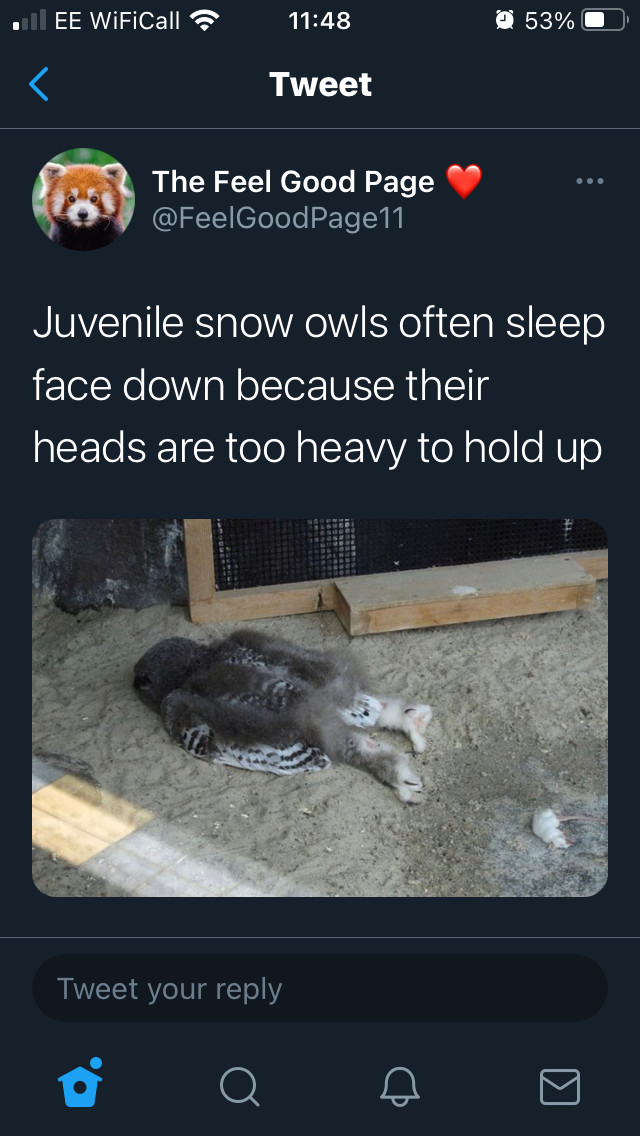 EE WiFiCall 11:48 53%
Tweet
The Feel Good Page ❤️
@FeelGoodPage11
Juvenile snow owls often sleep
face down because their
heads are too heavy to hold up
Tweet your reply